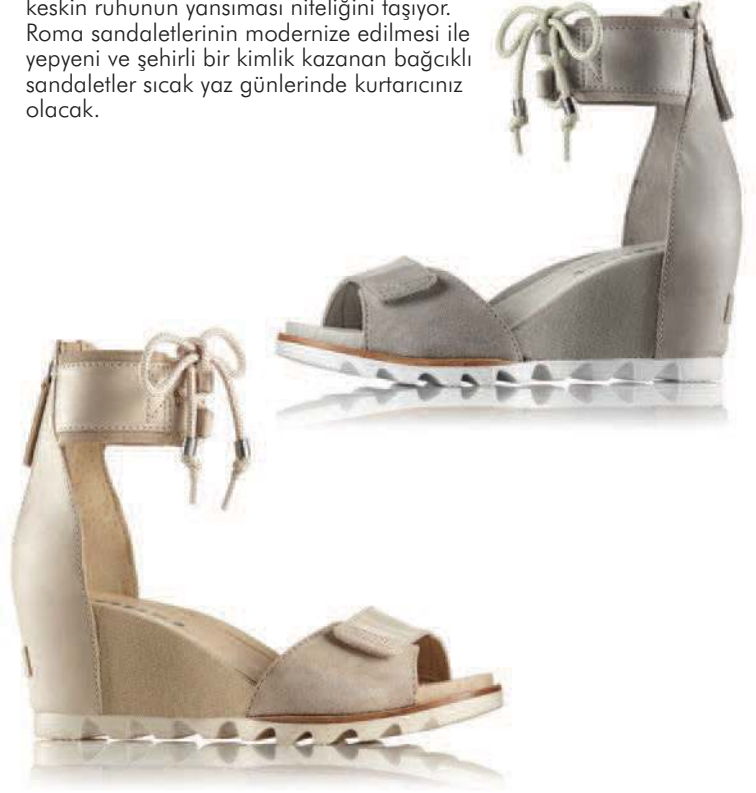 keskin ruhunun yansıması niteliğini taşıyor.
Roma sandaletlerinin modernize edilmesi ile
yepyeni ve şehirli bir kimlik kazanan bağcıklı
sandaletler sıcak yaz günlerinde kurtarıcınız
olacak.